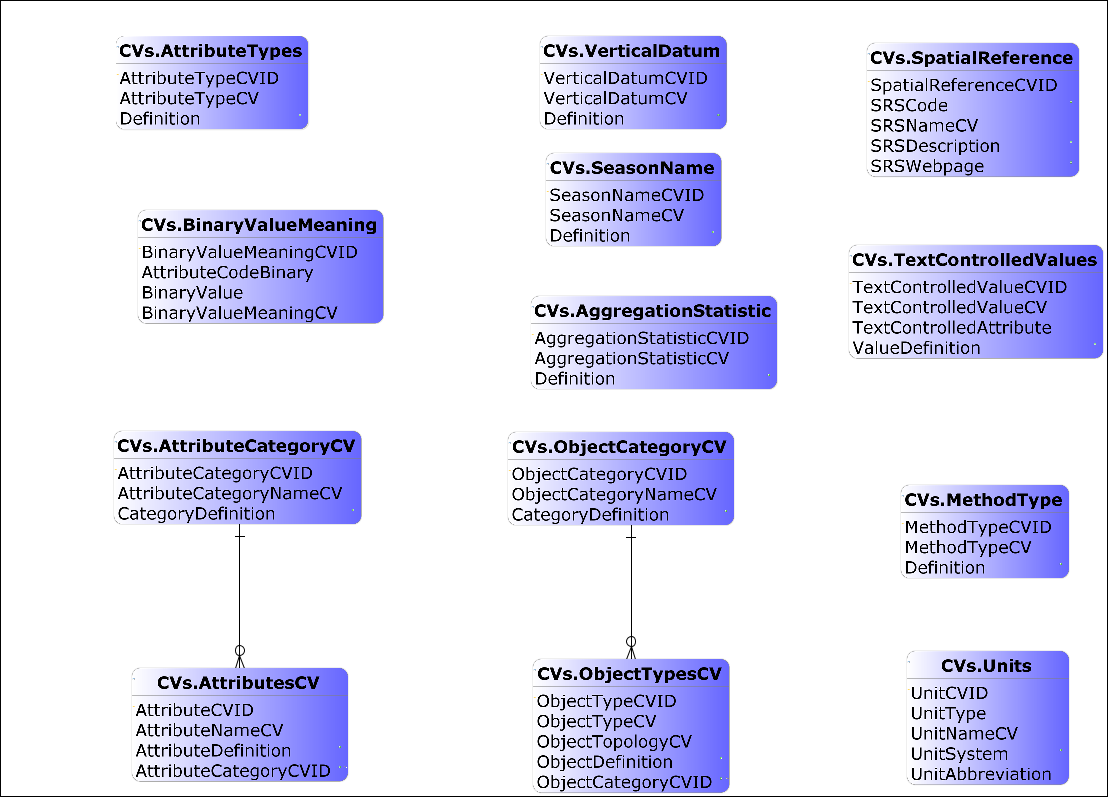 CVs.AttributeTypes
AttributeTypeCVID
AttributeTypeCV
Definition
CVs.VerticalDatum
VerticalDatumCVID
VerticalDatumCV
Definition
CVs.SpatialReference
SpatialReferenceCVID
SRSCode
SRSNameCV
SRSDescription
SRSWebpage
CVs.SeasonName
SeasonNameCVID
SeasonNameCV
Definition
CVs.BinaryValueMeaning
BinaryValueMeaningCVID
AttributeCodeBinary
BinaryValue
BinaryValueMeaningCV
CVs.TextControlledValues
TextControlledValueCVID
TextControlledValueCV
TextControlledAttribute
ValueDefinition
CVs.AggregationStatistic
AggregationStatisticCVID
AggregationStatisticCV
Definition
CVs.AttributeCategoryCV
AttributeCategoryCVID
AttributeCategoryNameCV
CategoryDefinition
CVs.ObjectCategoryCV
ObjectCategoryCVID
ObjectCategoryNameCV
CategoryDefinition
CVs.MethodType
MethodTypeCVID
MethodTypeCV
Definition
CVs.AttributesCV
AttributeCVID
AttributeNameCV
AttributeDefinition
AttributeCategoryCVID
CVs.ObjectTypesCV
ObjectTypeCVID
ObjectTypeCV
ObjectTopologyCV
ObjectDefinition
ObjectCategoryCVID
CVs.Units
UnitCVID
UnitType
UnitNameCV
UnitSystem
UnitAbbreviation